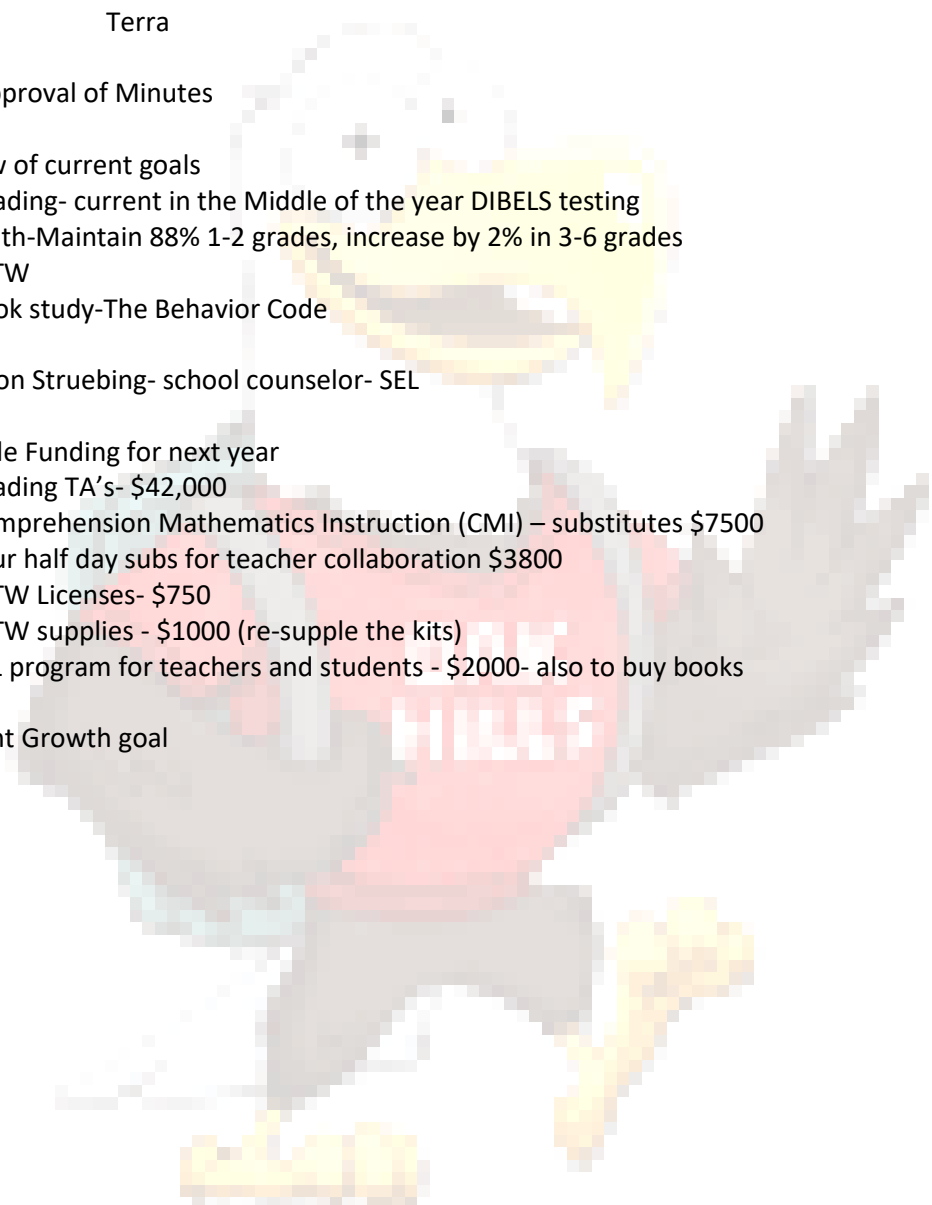 Terra
pproval of Minutes
w of current goals
ading- current in the Middle of the year DIBELS testing
th-Maintain 88% 1-2 grades, increase by 2% in 3-6 grades
TW
ok study-The Behavior Code
on Struebing- school counselor- SEL
le Funding for next year
ading TA’s- $42,000
omprehension Mathematics Instruction (CMI) – substitutes $7500
ur half day subs for teacher collaboration $3800
TW Licenses- $750
TW supplies - $1000 (re-supple the kits)
L program for teachers and students - $2000- also to buy books
nt Growth goal
OAK
HILLS